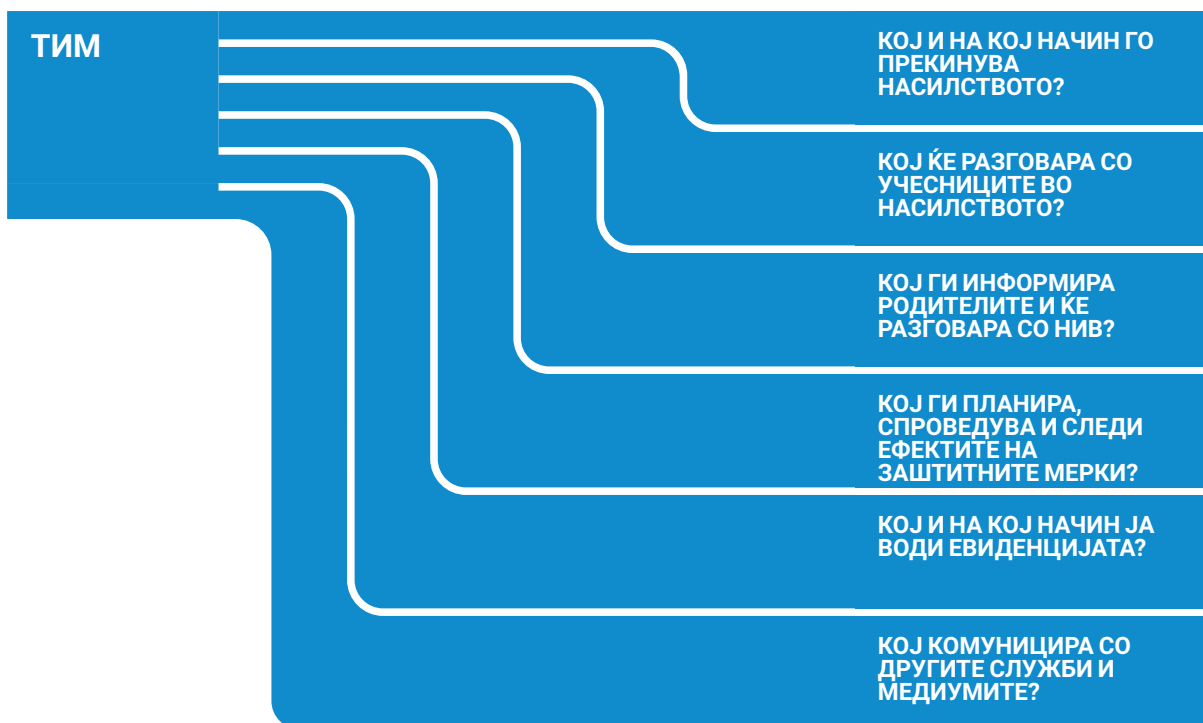 ТИМ
КОЈ И НА КОЈ НАЧИН ГО
ПРЕКИНУВА
НАСИЛСТВОТО?
КОЈ ЌЕ РАЗГОВАРА СО
УЧЕСНИЦИТЕ ВО
НАСИЛСТВОТО?
КОЈ ГИ ИНФОРМИРА
РОДИТЕЛИТЕ И ЌЕ
РАЗГОВАРА СО НИВ?
КОЈ ГИ ПЛАНИРА,
СПРОВЕДУВА И СЛЕДИ
ЕФЕКТИТЕ НА
ЗАШТИТНИТЕ МЕРКИ?
КОЈ И НА КОЈ НАЧИН ЈА
ВОДИ ЕВИДЕНЦИЈАТА?
КОЈ КОМУНИЦИРА СО
ДРУГИТЕ СЛУЖБИ И
МЕДИУМИТЕ?